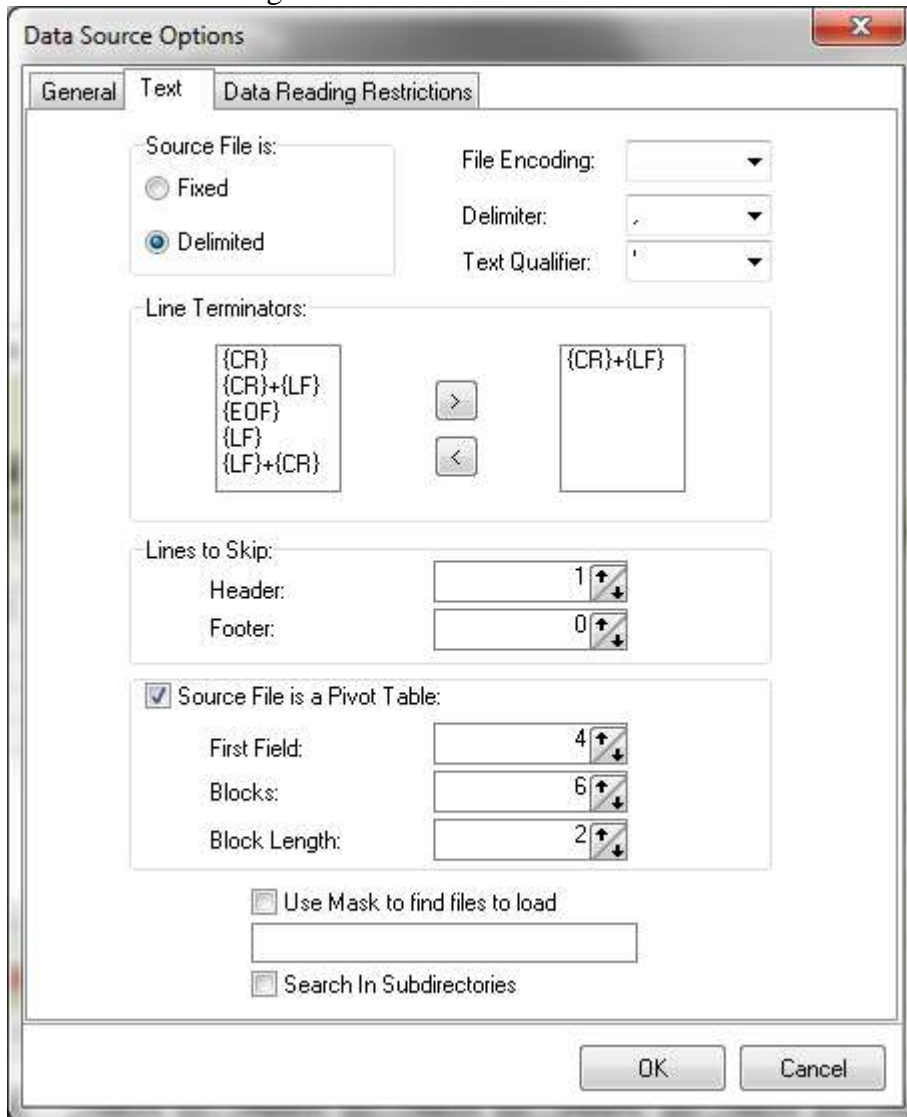 Data Source Options
General Text Data Reading Restrictions
Source File is:
Fixed
Delimited
File Encoding:
Delimiter: ,
Text Qualifier: '
Line Terminators:
{CR}
{CR}+{LF}
{EOF}
{LF}
{LF}+{CR}
>
<
{CR}+{LF}
Lines to Skip:
Header: 1
Footer: 0
Source File is a Pivot Table:
First Field: 4
Blocks: 6
Block Length: 2
Use Mask to find files to load
Search In Subdirectories
OK Cancel